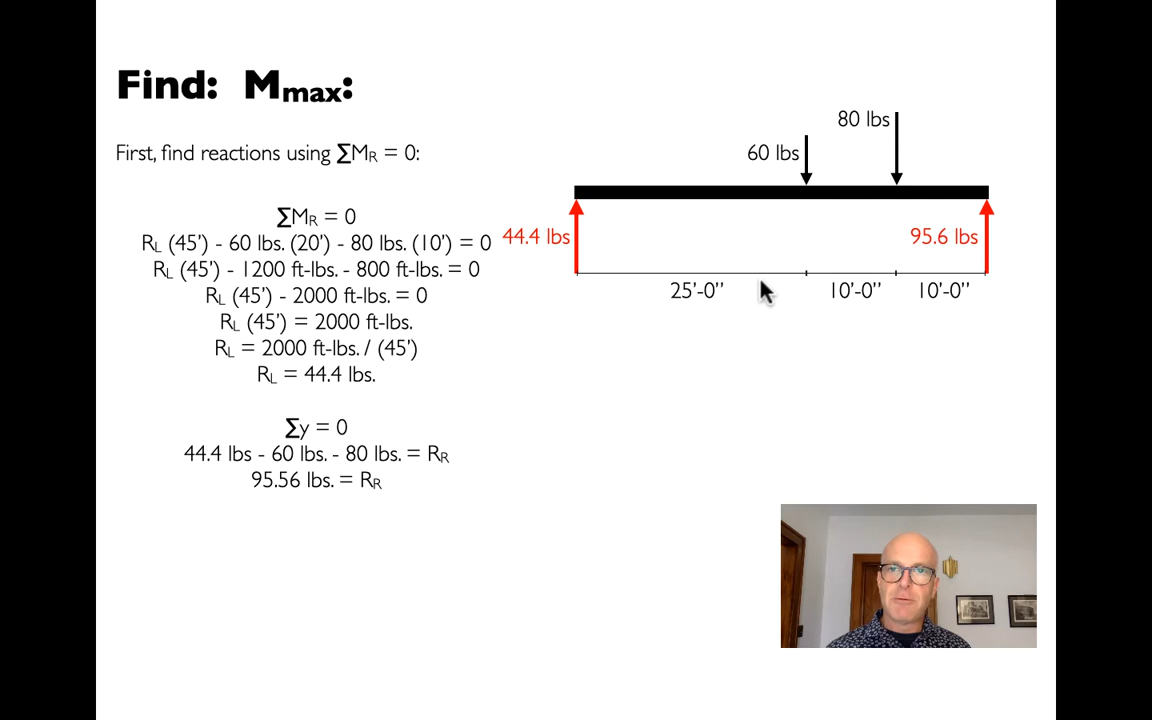 Find: Mmax:
First, find reactions using ∑MR = 0:
∑MR = 0
RL (45') - 60 lbs. (20') - 80 lbs. (10') = 0
RL (45') - 1200 ft-lbs. - 800 ft-lbs. = 0
RL (45') - 2000 ft-lbs. = 0
RL (45') = 2000 ft-lbs.
RL = 2000 ft-lbs. / (45')
RL = 44.4 lbs.
∑y = 0
44.4 lbs - 60 lbs. - 80 lbs. = RR
95.56 lbs. = RR
80 lbs
60 lbs
44.4 lbs
95.6 lbs
25'-0"
10'-0"
10'-0"